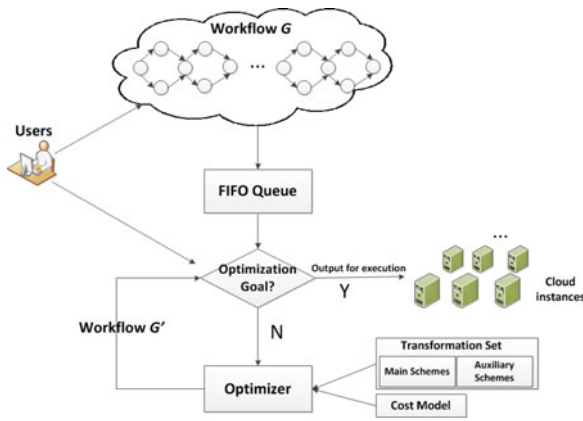 Workflow G
...
Users
FIFO Queue
...
Optimization
Goal?
Output for execution
Y
Cloud
instances
Workflow G'
N
Transformation Set
Main Schemes
Auxiliary
Schemes
Optimizer
Cost Model